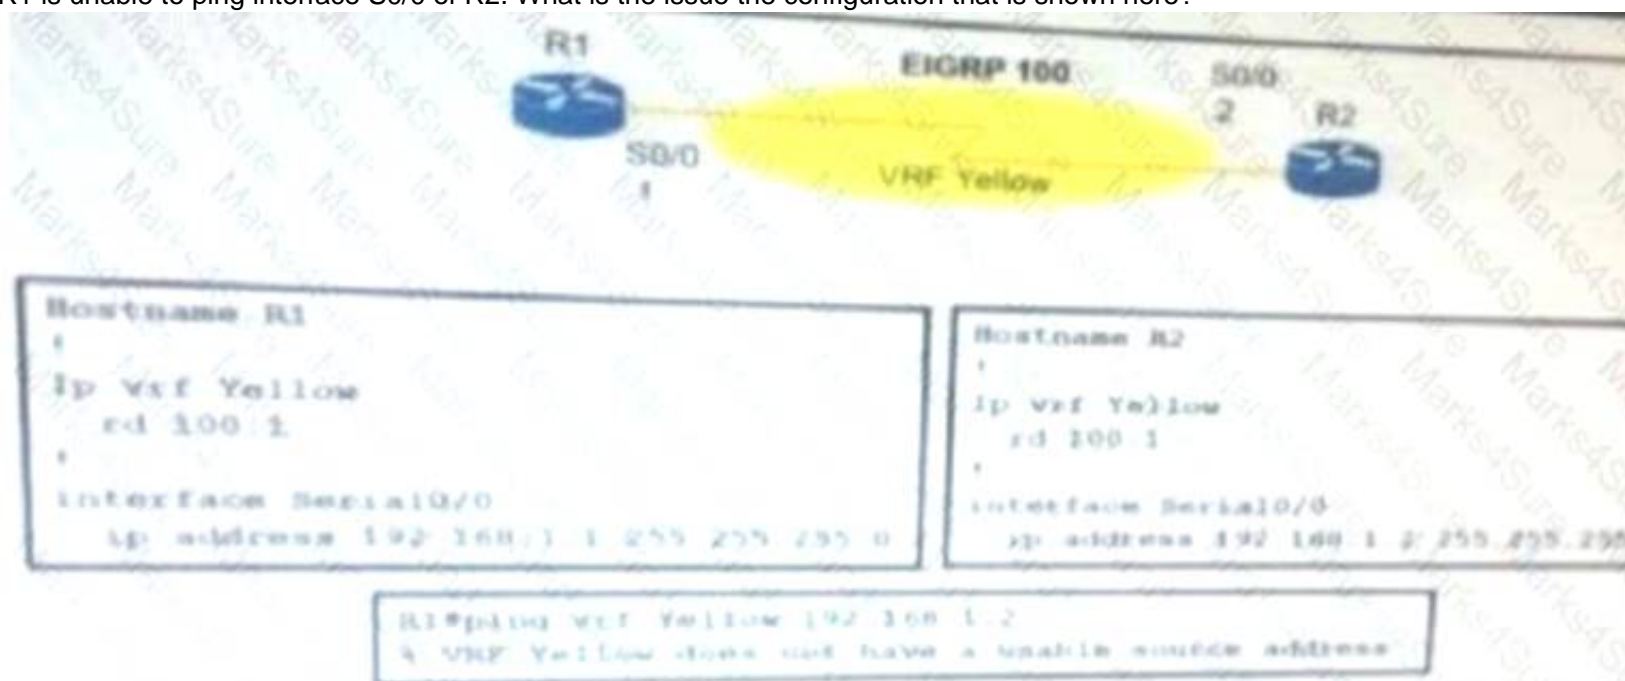 R1 is unable to ping interface S0/0 of R2. What is the issue the configuration that is shown here?
R1
EIGRP 100
S0/0
2
R2
S0/0
1
VRF Yellow
Hostname R1
!
Ip vrf Yellow
rd 100:1
!
interface Serial0/0
ip address 192.168.1.1 255.255.255.0
Hostname R2
!
Ip vrf Yellow
rd 100:1
!
interface Serial0/0
ip address 192.168.1.2 255.255.255
R1#ping vrf Yellow 192.168.1.2
% VRF Yellow does not have a usable source address
Marks4Sure